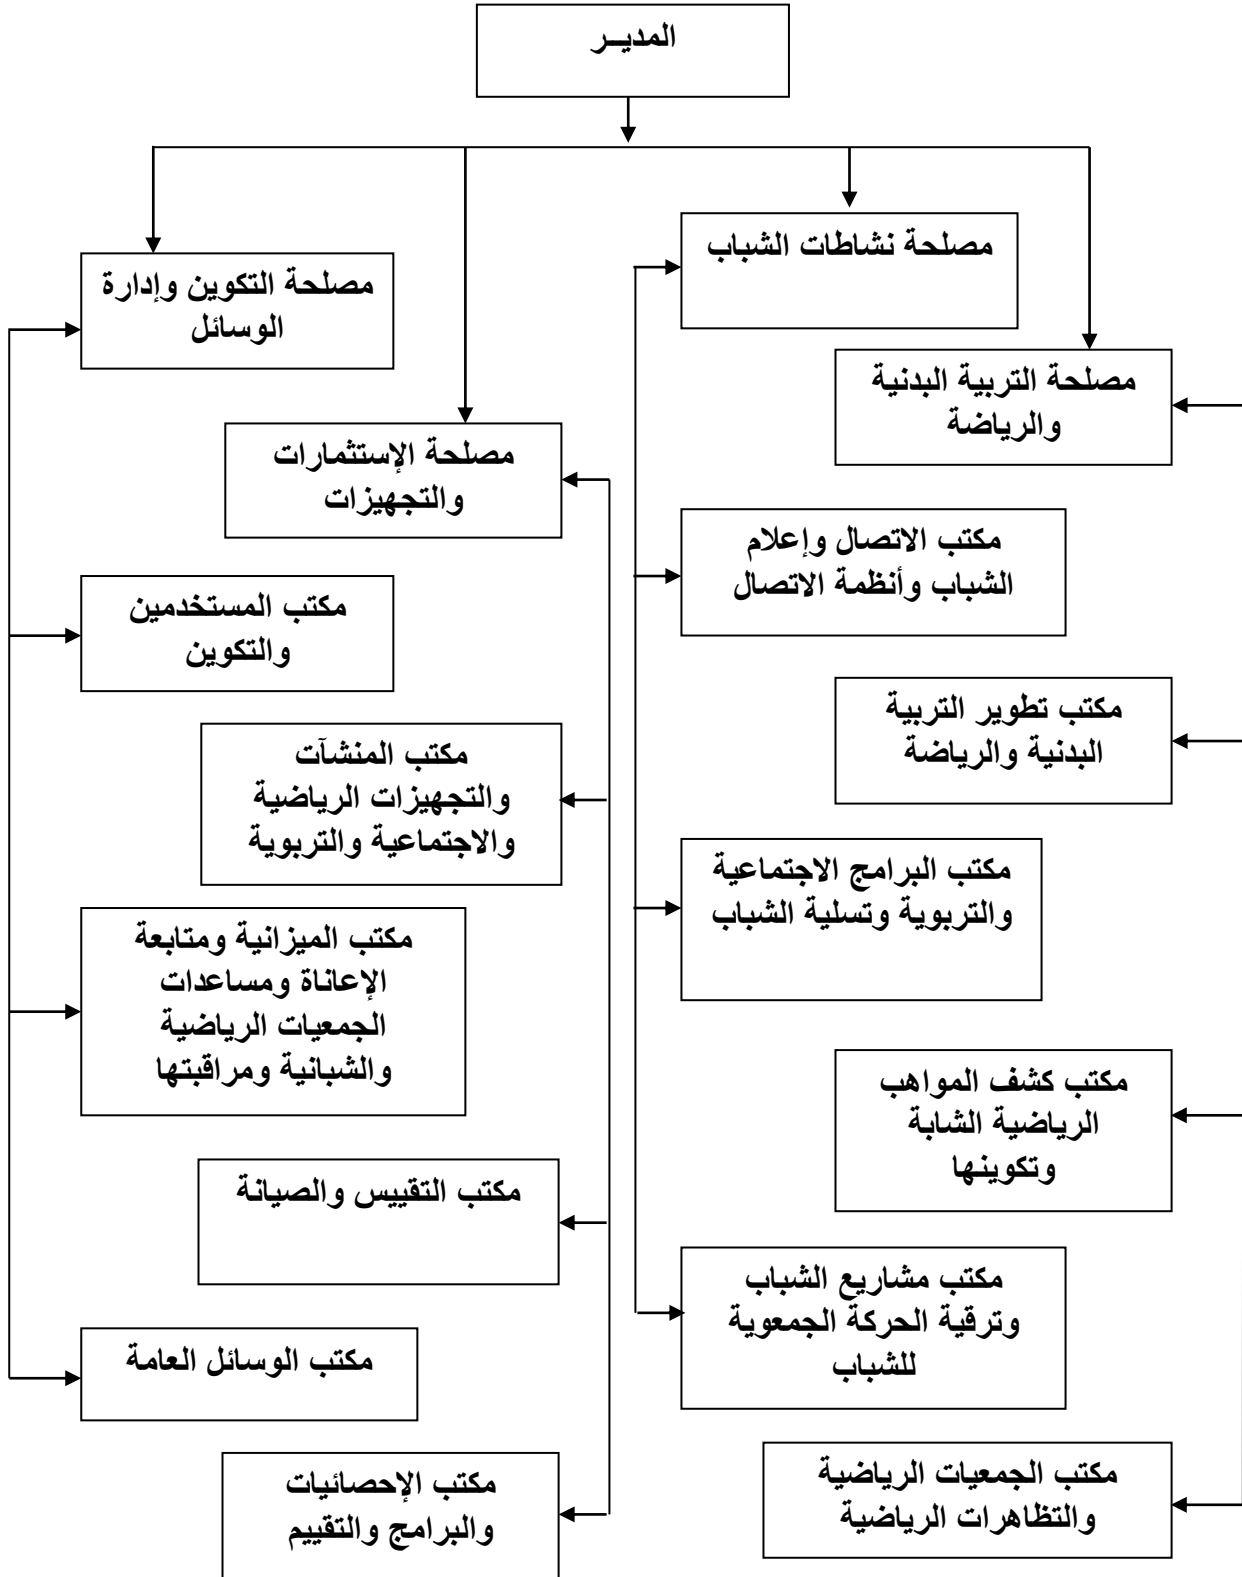 المديـــر
مصلحة نشاطات الشباب
مصلحة التكوين وإدارة
الوسائل
مصلحة التربية البدنية
والرياضة
مصلحة الإستثمارات
والتجهيزات
مكتب الاتصال وإعلام
الشباب وأنظمة الاتصال
مكتب المستخدمين
والتكوين
مكتب تطوير التربية
البدنية والرياضة
مكتب المنشآت
والتجهيزات الرياضية
والاجتماعية والتربوية
مكتب البرامج الاجتماعية
والتربوية وتسلية الشباب
مكتب الميزانية ومتابعة
الإعاناة ومساعدات
الجمعيات الرياضية
والشبانية ومراقبتها
مكتب كشف المواهب
الرياضية الشابة
وتكوينها
مكتب التقييس والصيانة
مكتب مشاريع الشباب
وترقية الحركة الجمعوية
للشباب
مكتب الوسائل العامة
مكتب الجمعيات الرياضية
والتظاهرات الرياضية
مكتب الإحصائيات
والبرامج والتقييم